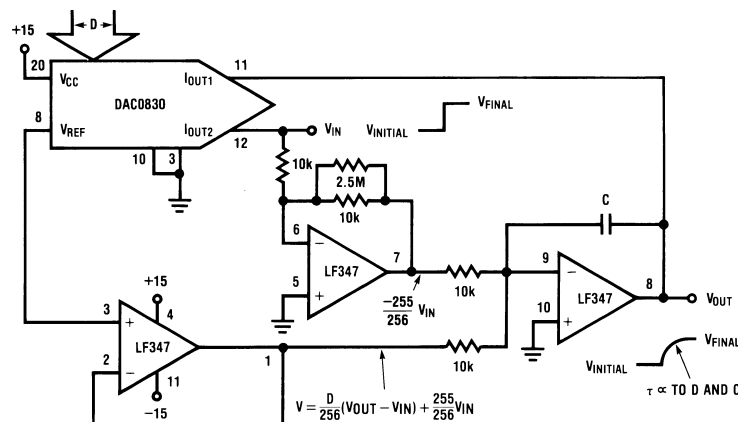 D
+15
20
VCC
IOUT1
11
DAC0830
8
VREF
IOUT2
12
VIN
VINITIAL
VFINAL
10
3
10k
2.5M
10k
6
−
7
LF347
5
+
−255/256 VIN
10k
C
9
−
8
LF347
VOUT
10
+
+15
3
+
4
LF347
1
2
−
11
−15
10k
V = D/256 (VOUT − VIN) + 255/256 VIN
VINITIAL
VFINAL
τ ∝ TO D AND C